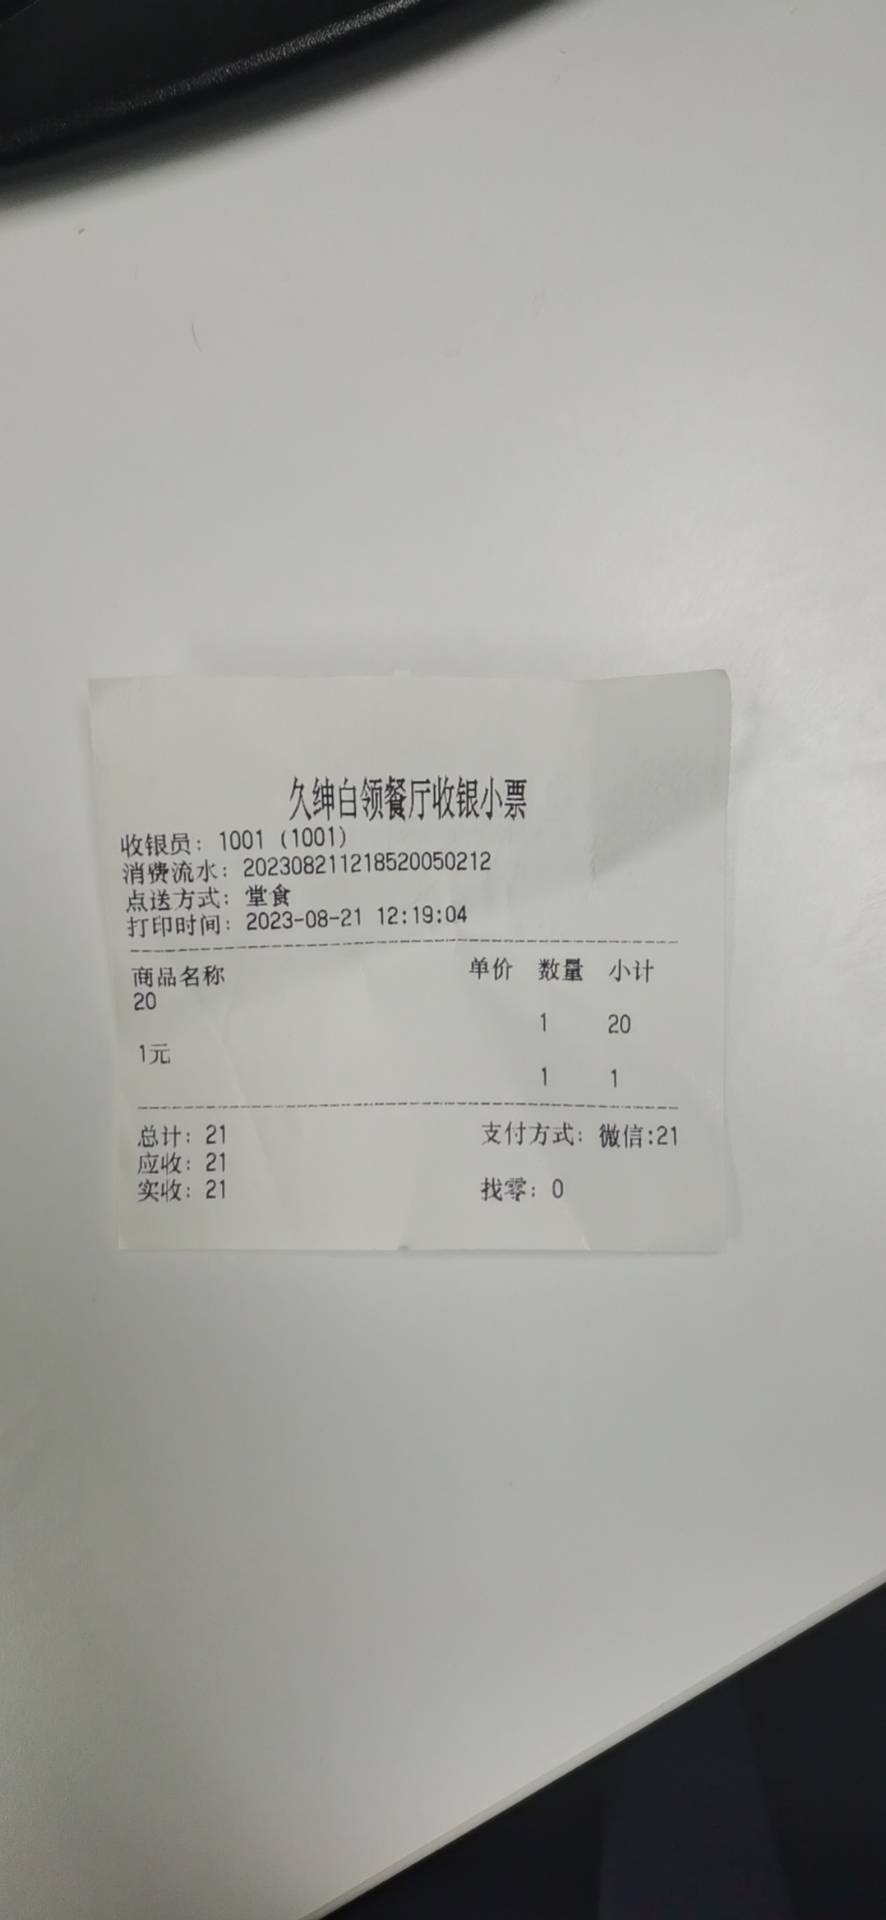 久绅白领餐厅收银小票
收银员：1001 (1001)
消费流水：202308211218520050212
点送方式：堂食
打印时间：2023-08-21 12:19:04
商品名称 单价 数量 小计
20
1 20
1元
1 1
总计：21 支付方式：微信:21
应收：21
实收：21 找零：0